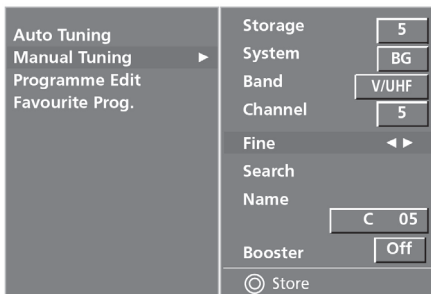 Auto Tuning
Manual Tuning ►
Programme Edit
Favourite Prog.
Storage 5
System BG
Band V/UHF
Channel 5
Fine ◄ ►
Search
Name
C 05
Booster Off
Store